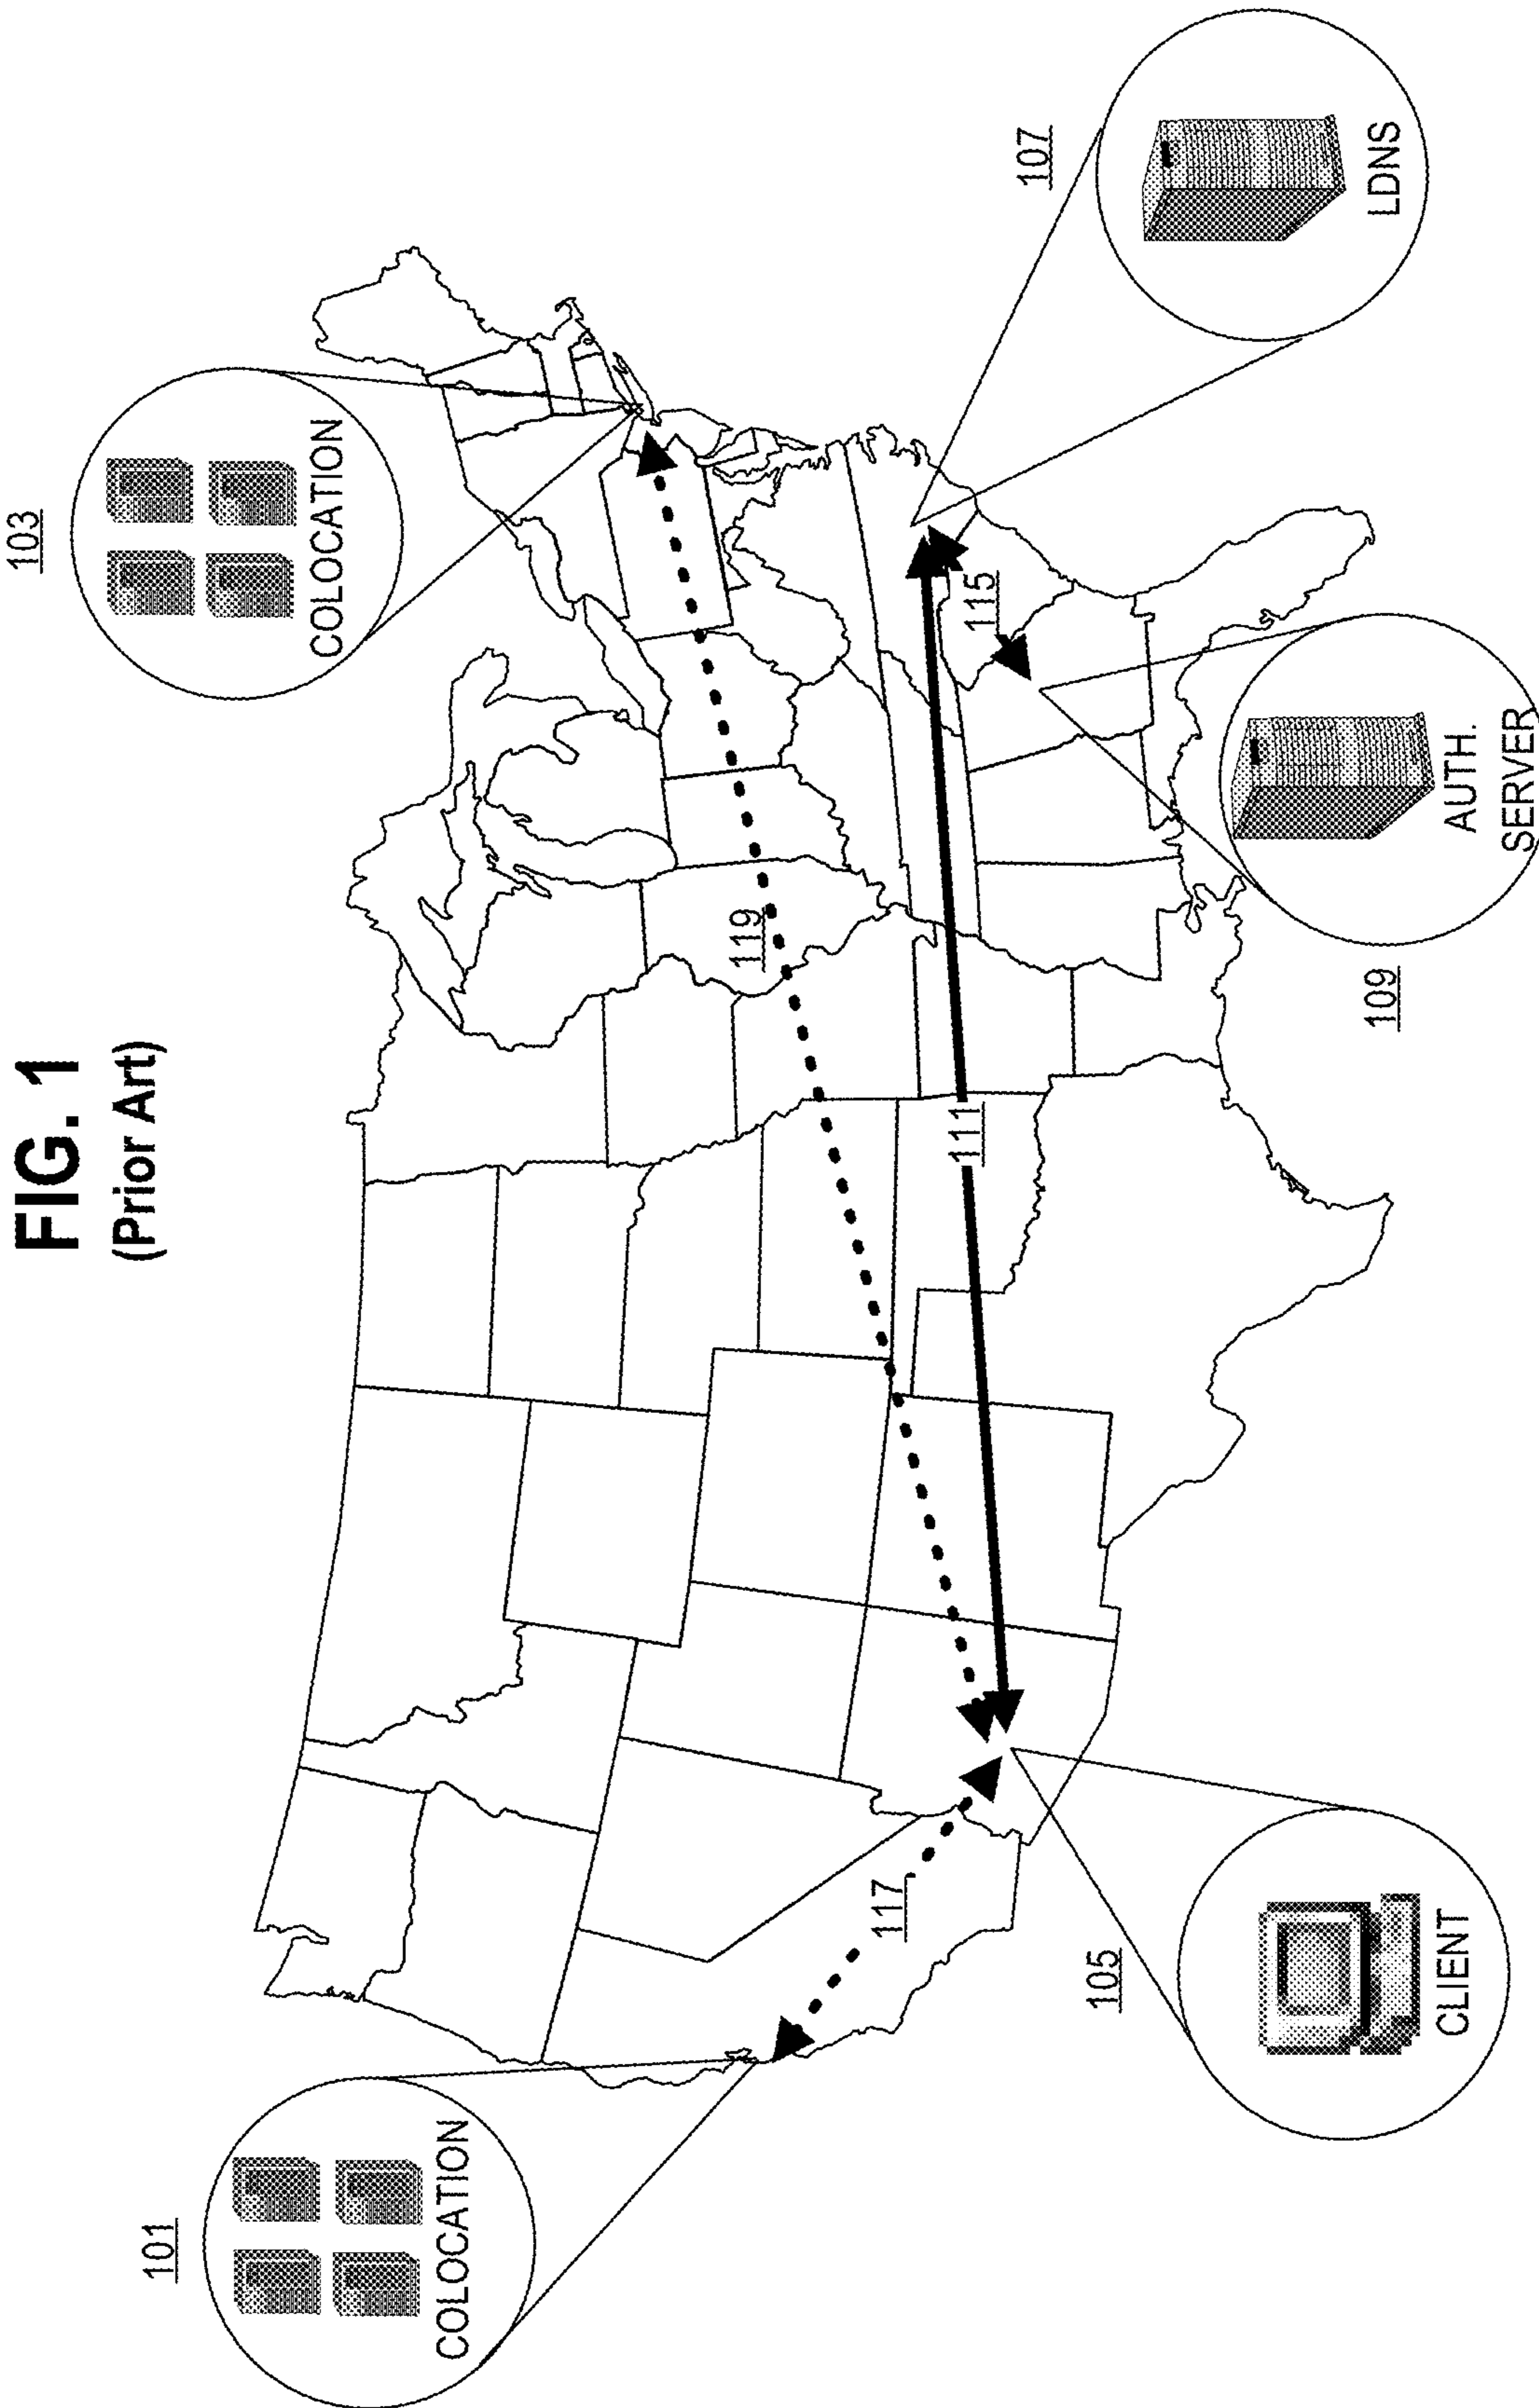 FIG. 1
(Prior Art)
101
COLOCATION
103
COLOCATION
119
117
111
115
107
LDNS
105
CLIENT
109
AUTH.
SERVER